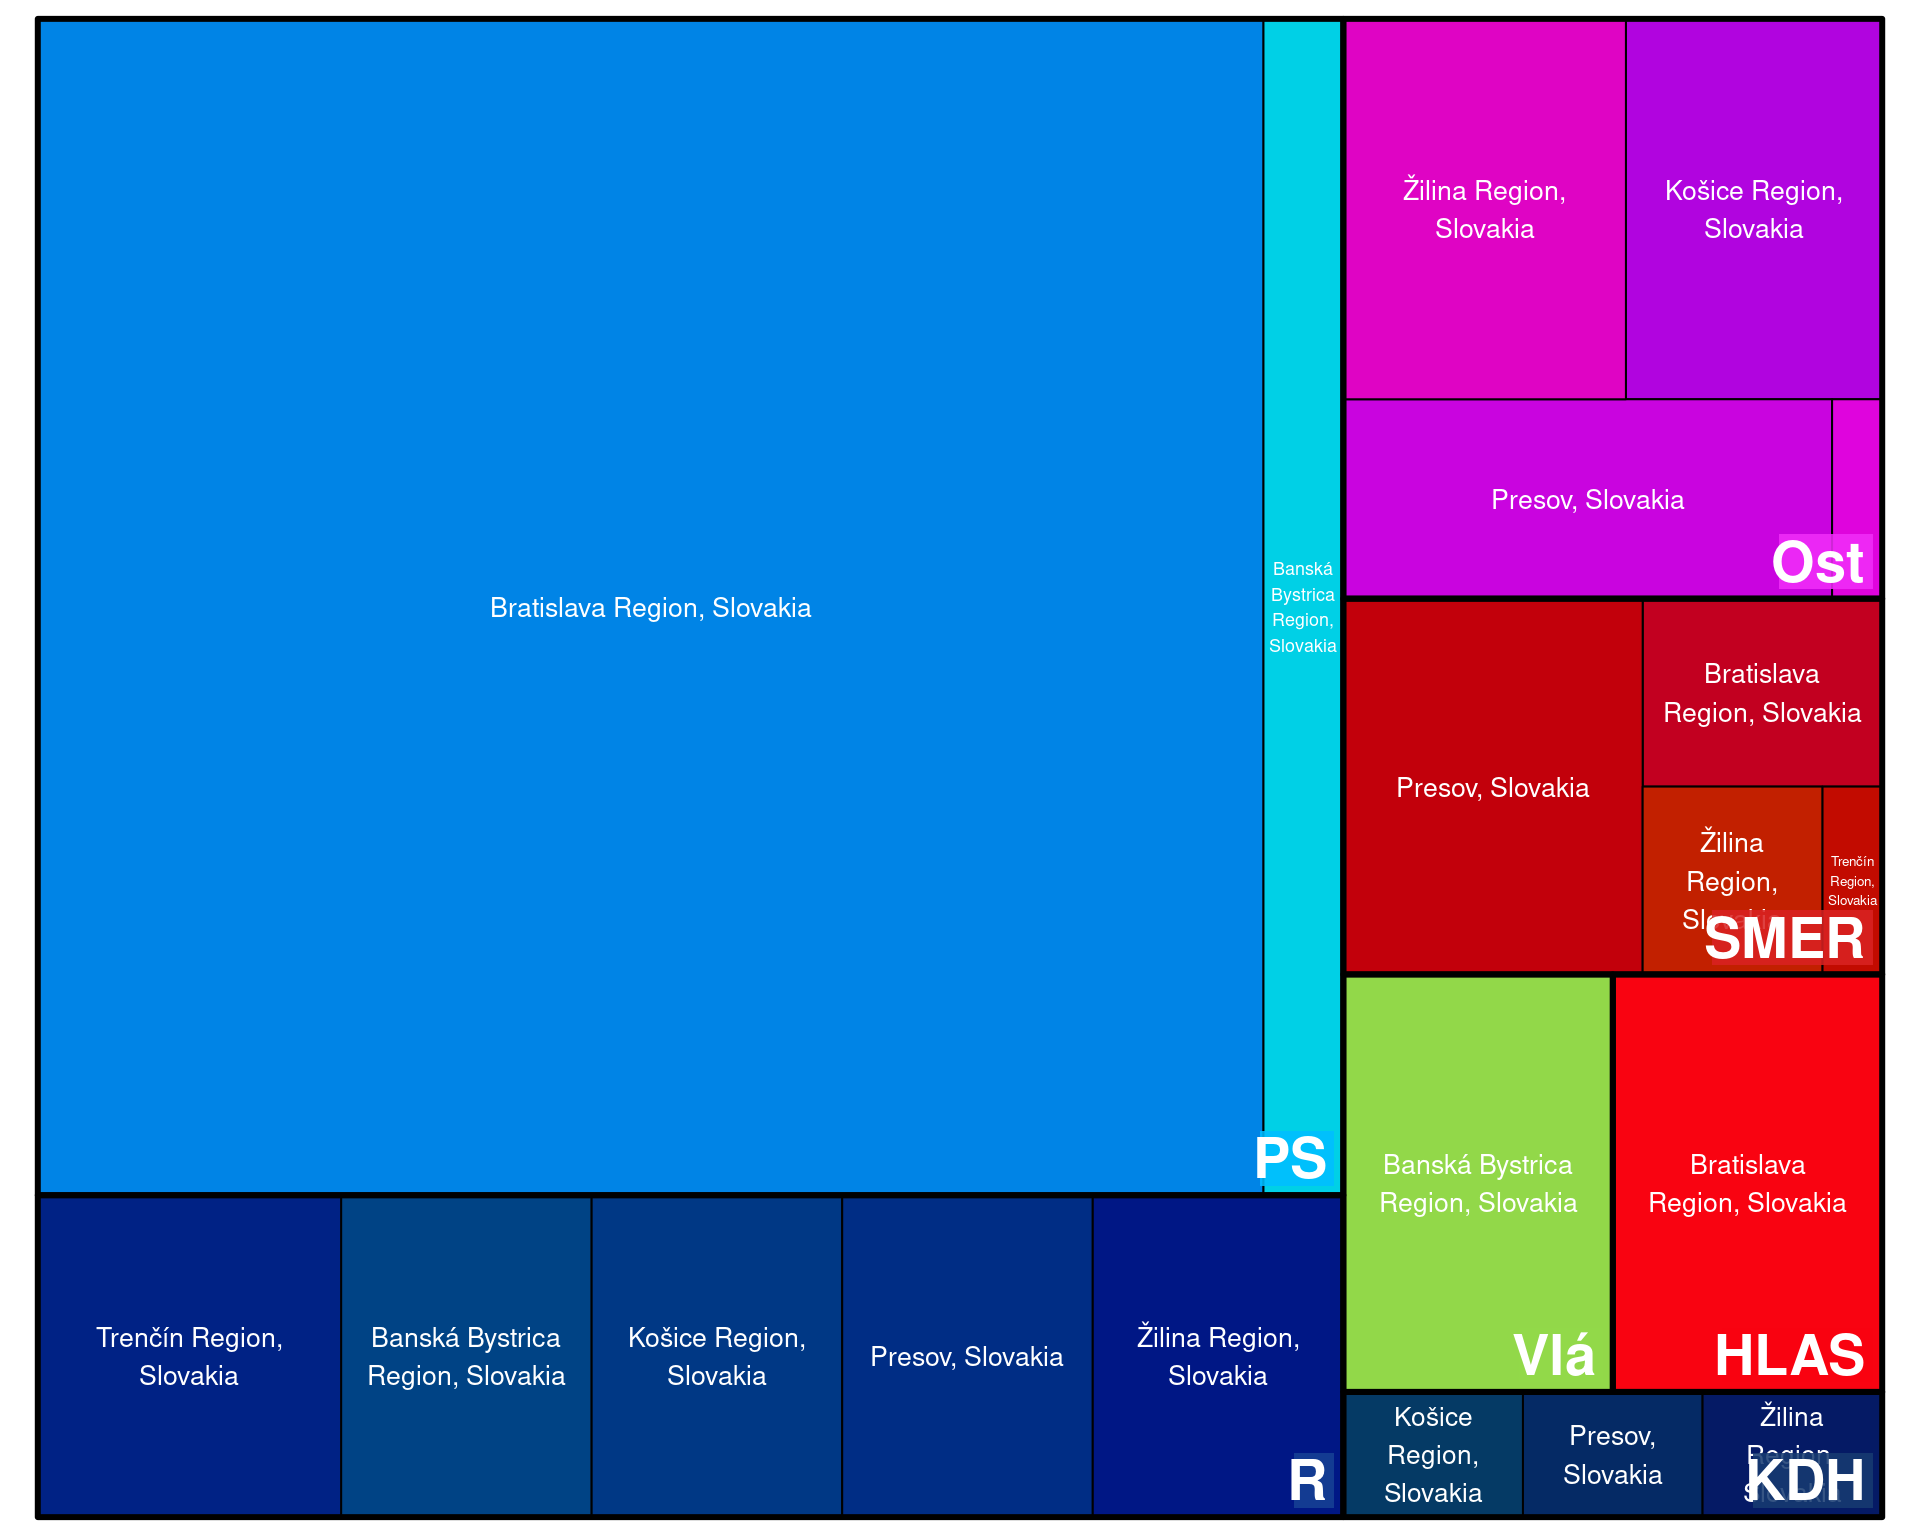 Bratislava Region, Slovakia
Banská
Bystrica
Region,
Slovakia
PS
Trenčín Region,
Slovakia
Banská Bystrica
Region, Slovakia
Košice Region,
Slovakia
Presov, Slovakia
Žilina Region,
Slovakia
R
Žilina Region,
Slovakia
Košice Region,
Slovakia
Presov, Slovakia
Ost
Presov, Slovakia
Bratislava
Region, Slovakia
Žilina
Region,
Slovakia
Trenčín
Region,
Slovakia
SMER
Banská Bystrica
Region, Slovakia
Vlá
Bratislava
Region, Slovakia
HLAS
Košice
Region,
Slovakia
Presov,
Slovakia
Žilina
Region,
Slovakia
KDH